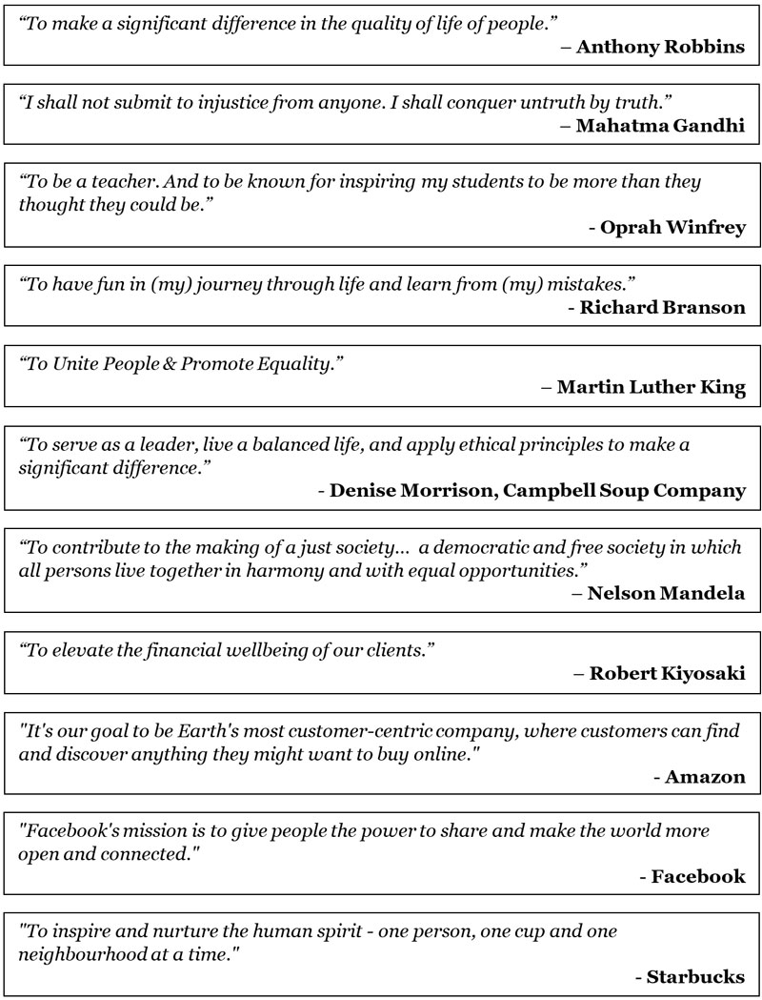 “To make a significant difference in the quality of life of people.”
– Anthony Robbins
“I shall not submit to injustice from anyone. I shall conquer untruth by truth.”
– Mahatma Gandhi
“To be a teacher. And to be known for inspiring my students to be more than they
thought they could be.”
- Oprah Winfrey
“To have fun in (my) journey through life and learn from (my) mistakes.”
- Richard Branson
“To Unite People & Promote Equality.”
– Martin Luther King
“To serve as a leader, live a balanced life, and apply ethical principles to make a
significant difference.”
- Denise Morrison, Campbell Soup Company
“To contribute to the making of a just society... a democratic and free society in which
all persons live together in harmony and with equal opportunities.”
– Nelson Mandela
“To elevate the financial wellbeing of our clients.”
– Robert Kiyosaki
"It's our goal to be Earth's most customer-centric company, where customers can find
and discover anything they might want to buy online."
- Amazon
"Facebook's mission is to give people the power to share and make the world more
open and connected."
- Facebook
"To inspire and nurture the human spirit - one person, one cup and one
neighbourhood at a time."
- Starbucks